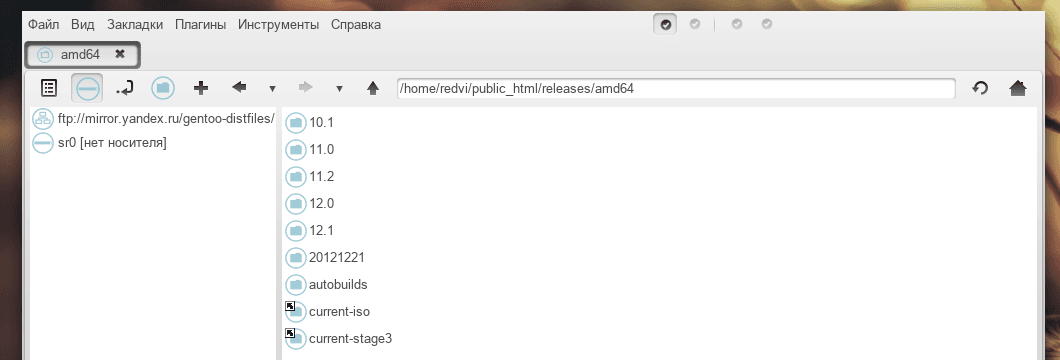 Файл Вид Закладки Плагины Инструменты Справка
amd64
/home/redvi/public_html/releases/amd64
ftp://mirror.yandex.ru/gentoo-distfiles/
sr0 [нет носителя]
10.1
11.0
11.2
12.0
12.1
20121221
autobuilds
current-iso
current-stage3